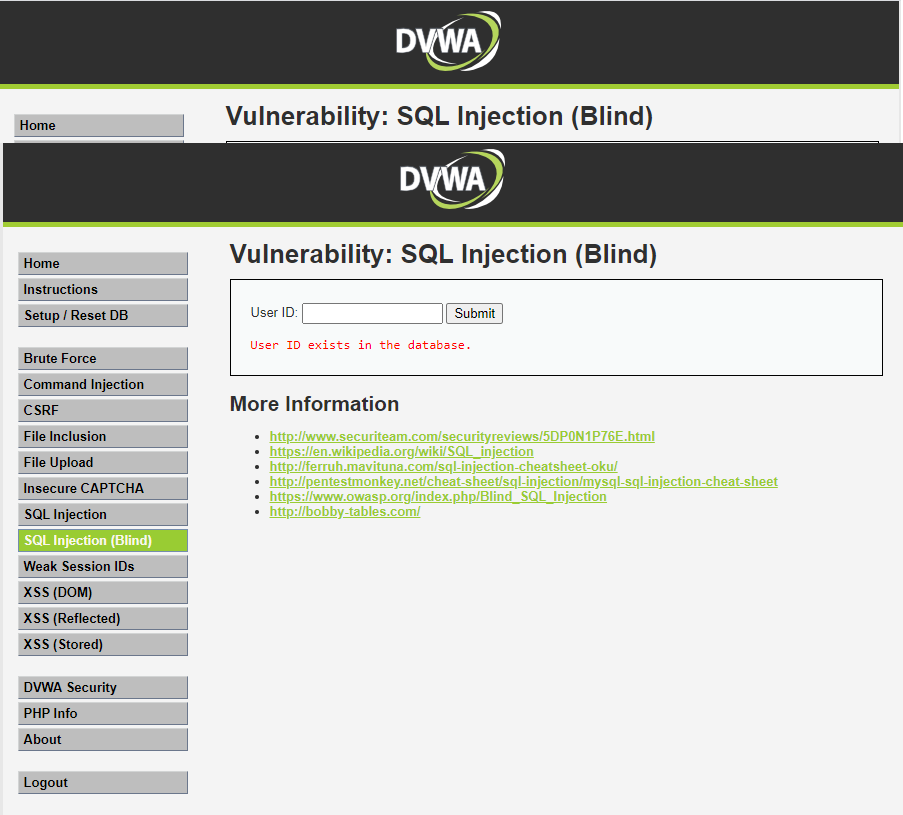 DVWA
Vulnerability: SQL Injection (Blind)
Home
DVWA
Vulnerability: SQL Injection (Blind)
Home
Instructions
Setup / Reset DB
Brute Force
Command Injection
CSRF
File Inclusion
File Upload
Insecure CAPTCHA
SQL Injection
SQL Injection (Blind)
Weak Session IDs
XSS (DOM)
XSS (Reflected)
XSS (Stored)
DVWA Security
PHP Info
About
Logout
User ID: Submit
User ID exists in the database.
More Information
http://www.securiteam.com/securityreviews/5DP0N1P76E.html
https://en.wikipedia.org/wiki/SQL_injection
http://ferruh.mavituna.com/sql-injection-cheatsheet-oku/
http://pentestmonkey.net/cheat-sheet/sql-injection/mysql-sql-injection-cheat-sheet
https://www.owasp.org/index.php/Blind_SQL_Injection
http://bobby-tables.com/